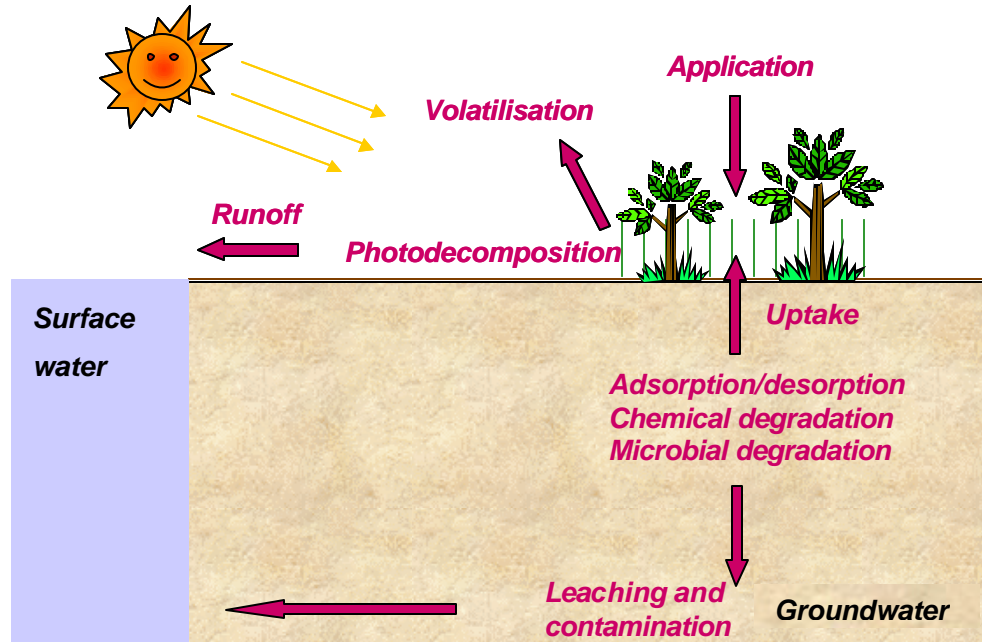 Application
Volatilisation
Runoff
Photodecomposition
Surface
water
Uptake
Adsorption/desorption
Chemical degradation
Microbial degradation
Leaching and
contamination
Groundwater